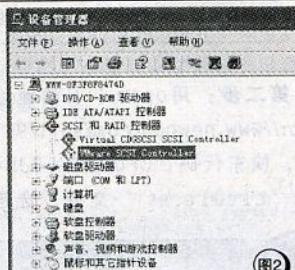 设备管理器
文件(F) 操作(A) 查看(V) 帮助(H)
YWW-8F3F8F8474D
DVD/CD-ROM 驱动器
IDE ATA/ATAPI 控制器
SCSI 和 RAID 控制器
Virtual CDGSCSI SCSI Controller
VMware SCSI Controller
磁盘驱动器
端口 (COM 和 LPT)
计算机
键盘
软盘控制器
软盘驱动器
声音、视频和游戏控制器
鼠标和其它指针设备
图2